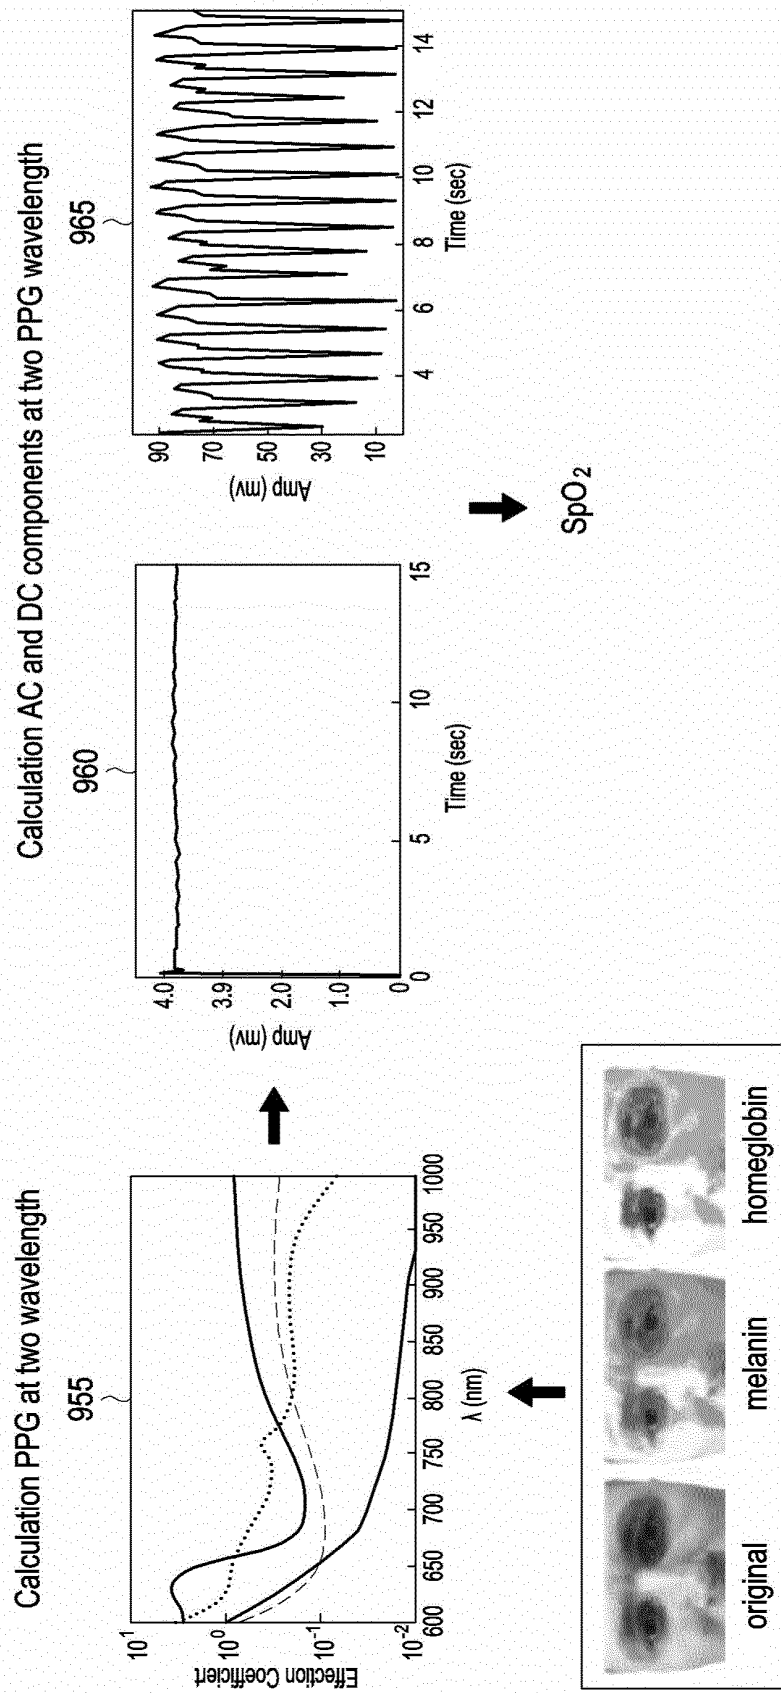 Calculation PPG at two wavelength
955
Effection Coefficiert
10 1
10 0
10 -1
10 -2
600 650 700 750 800 850 900 950 1000
λ (nm)
original melanin homeglobin
Calculation AC and DC components at two PPG wavelength
960
Amp (mv)
4.0
3.9
2.0
1.0
0
0 5 10 15
Time (sec)
965
Amp (mv)
90
70
50
30
10
4 6 8 10 12 14
Time (sec)
SpO₂